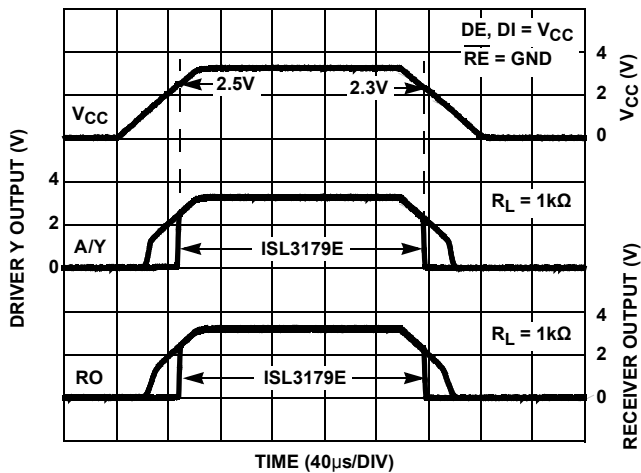 DE, DI = VCC
RE = GND
4
2.5V
2.3V
2
VCC
0
VCC (V)
4
RL = 1kΩ
2
A/Y
ISL3179E
0
DRIVER Y OUTPUT (V)
RL = 1kΩ
4
2
RO
ISL3179E
0
RECEIVER OUTPUT (V)
TIME (40µs/DIV)